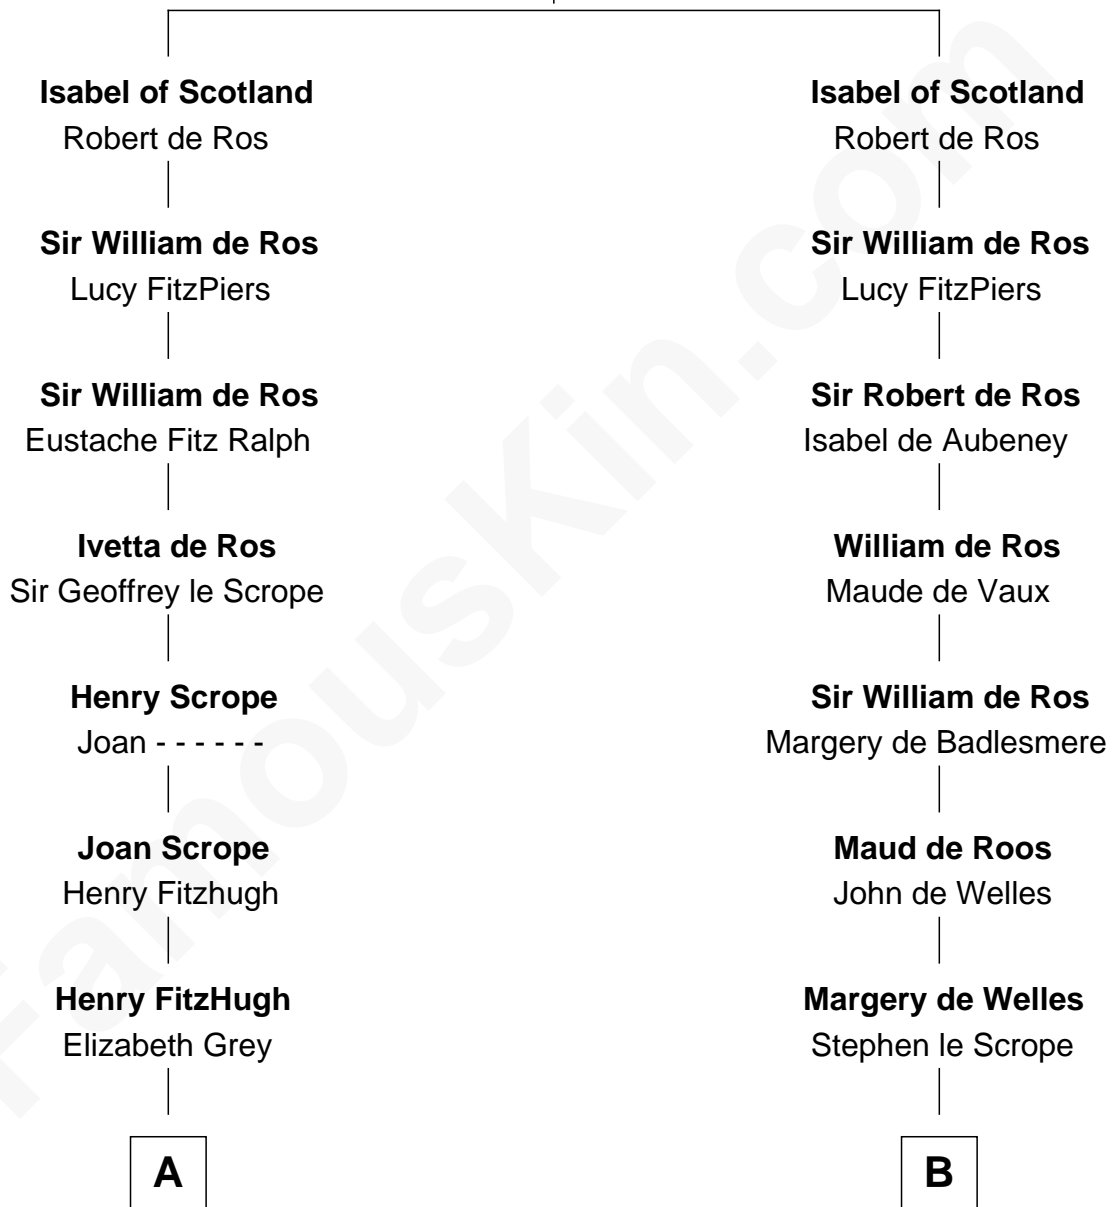 Isabel of Scotland
Robert de Ros
Sir William de Ros
Lucy FitzPiers
Sir William de Ros
Eustache Fitz Ralph
Ivetta de Ros
Sir Geoffrey le Scrope
Henry Scrope
Joan - - - - - -
Joan Scrope
Henry Fitzhugh
Henry FitzHugh
Elizabeth Grey
A
Isabel of Scotland
Robert de Ros
Sir William de Ros
Lucy FitzPiers
Sir Robert de Ros
Isabel de Aubeney
William de Ros
Maude de Vaux
Sir William de Ros
Margery de Badlesmere
Maud de Roos
John de Welles
Margery de Welles
Stephen le Scrope
B
FamousKin.com